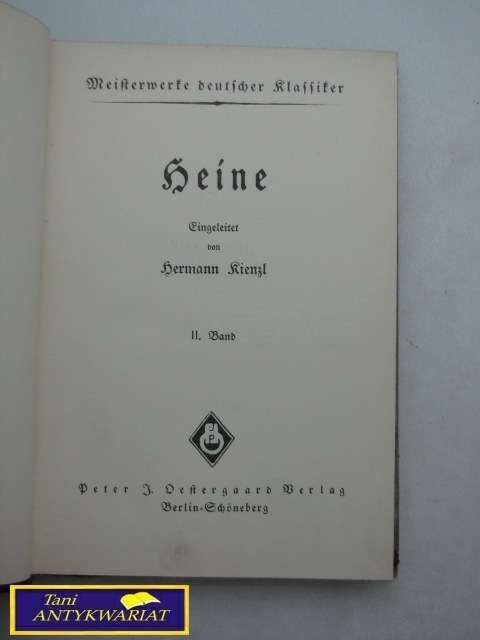 Meisterwerke deutscher Klassiker
Heine
Eingeleitet
von
Hermann Kienzl
II. Band
Peter J. Oestergaard Verlag
Berlin-Schöneberg
Tani
ANTYKWARIAT